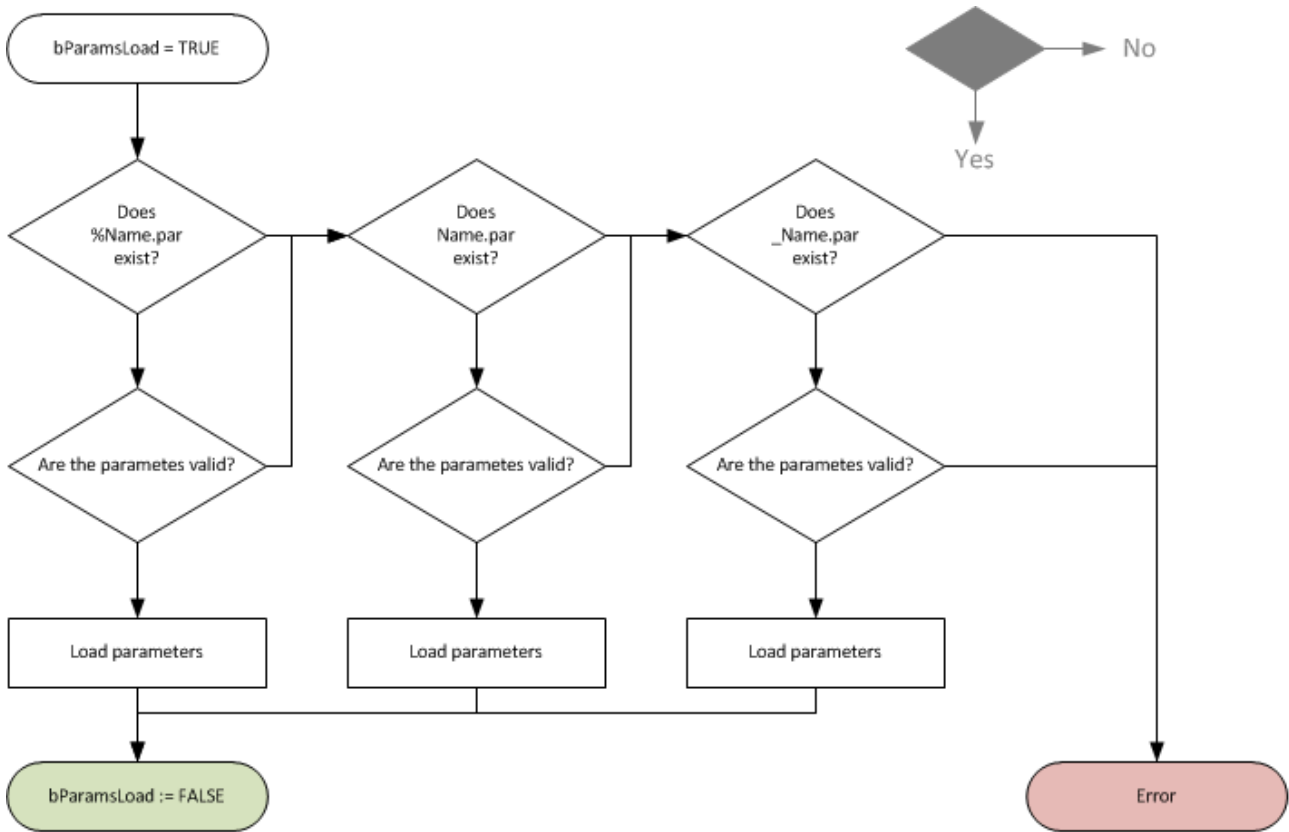 bParamsLoad = TRUE
No
Yes
Does
%Name.par
exist?
Does
Name.par
exist?
Does
_Name.par
exist?
Are the parametes valid?
Are the parametes valid?
Are the parametes valid?
Load parameters
Load parameters
Load parameters
bParamsLoad := FALSE
Error